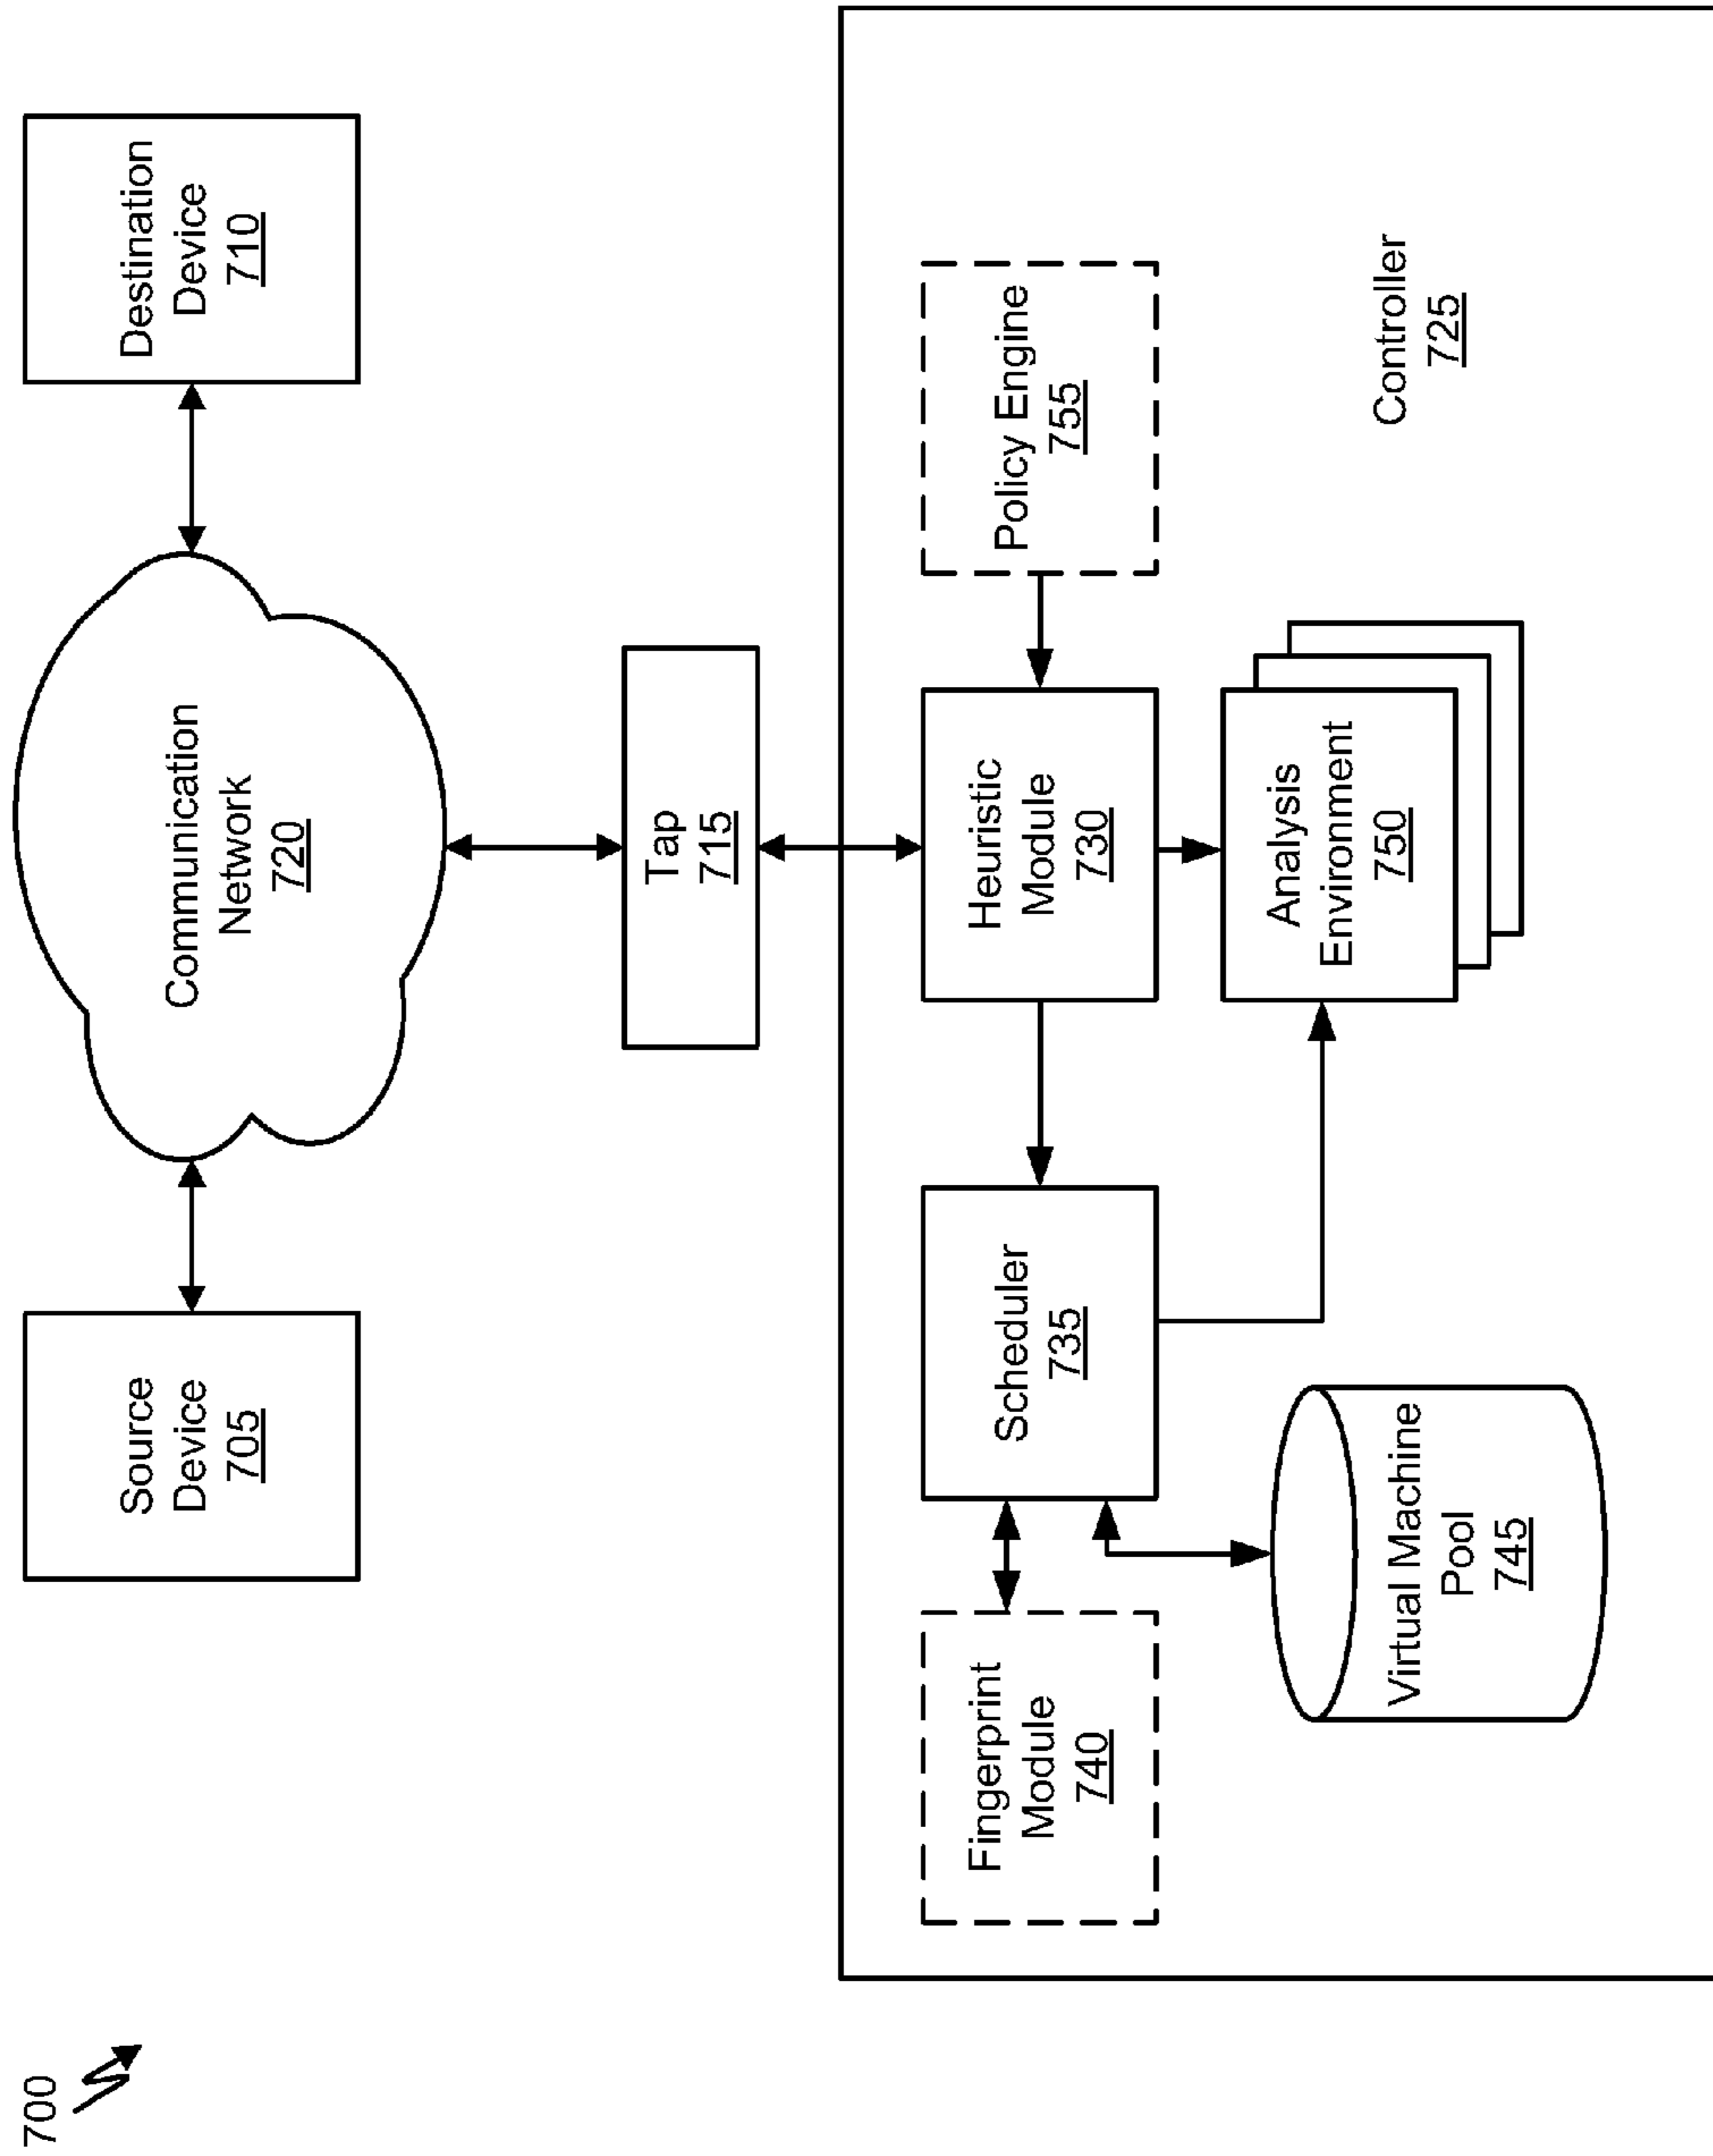 700
Source
Device
705
Communication
Network
720
Destination
Device
710
Tap
715
Fingerprint
Module
740
Scheduler
735
Heuristic
Module
730
Policy Engine
755
Virtual Machine
Pool
745
Analysis
Environment
750
Controller
725